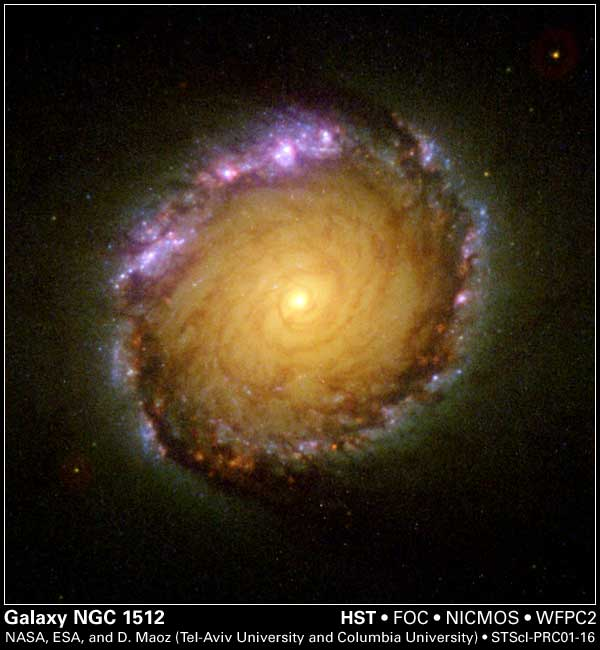 Galaxy NGC 1512 HST • FOC • NICMOS • WFPC2
NASA, ESA, and D. Maoz (Tel-Aviv University and Columbia University) • STScI-PRC01-16